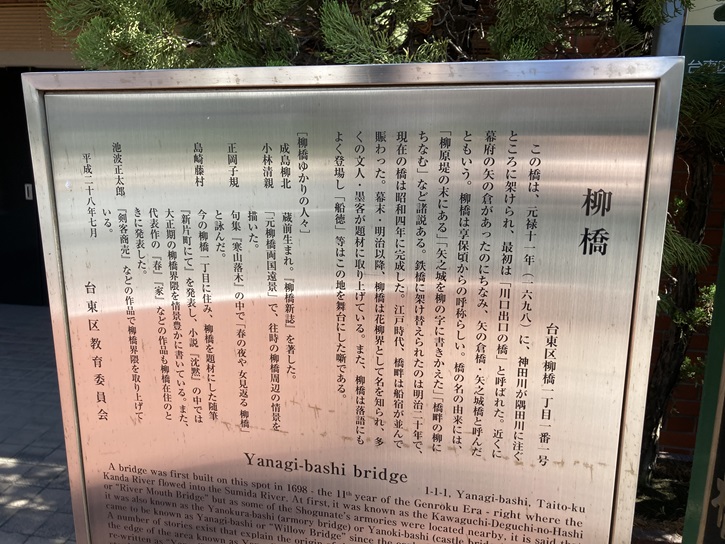 柳橋
台東区柳橋一丁目一番一号
この橋は、元禄十一年（一六九八）に、神田川が隅田川に注ぐ
ところに架けられ、最初は「川口出口の橋」と呼ばれた。近くに
幕府の矢の倉があったのにちなみ、矢の倉橋・矢之城橋と呼んだ
ともいう。柳橋は享保頃からの呼称らしい。橋の名の由来には、
「柳原堤の末にある」「矢之城を柳の字に書きかえた」「橋畔の柳に
ちなむ」など諸説ある。鉄橋に架け替えられたのは明治二十年で、
現在の橋は昭和四年に完成した。江戸時代、橋畔は船宿が並んで
賑わった。幕末・明治以降、柳橋は花柳界として名を知られ、多
くの文人・墨客が題材に取り上げている。また、柳橋は落語にも
よく登場し「船徳」等はこの地を舞台にした噺である。
［柳橋ゆかりの人々］
成島柳北　蔵前生まれ。『柳橋新誌』を著した。
小林清親　「元柳橋両国遠景」で、往時の柳橋周辺の情景を
描いた。
正岡子規　句集『寒山落木』の中で「春の夜や 女見返る 柳橋」
と詠んだ。
島崎藤村　今の柳橋一丁目に住み、柳橋を題材にした随筆
『新片町にて』を発表し、小説『沈黙』の中では
大正期の柳橋界隈を情景豊かに書いている。また、
代表作の『春』『家』などの作品も柳橋在住のと
きに発表した。
池波正太郎　『剣客商売』などの作品で柳橋界隈を取り上げて
いる。
平成二十八年七月　台東区教育委員会
Yanagi-bashi bridge
1-1-1, Yanagi-bashi, Taito-ku
A bridge was first built on this spot in 1698 - the 11th year of the Genroku Era - right where the
Kanda River flowed into the Sumida River. At first, it was known as the Kawaguchi-Deguchi-no-Hashi
or "River Mouth Bridge" but as some of the Shogunate's armories were located nearby, it is said th
it was also known as the Yanokura-bashi (armory bridge) or Yanoki-bashi (castle brid
came to be known as Yanagi-bashi or "Willow Bridge" since the
A number of stories exist that explain the origin
the edge of the area known as
re-written as
台東区